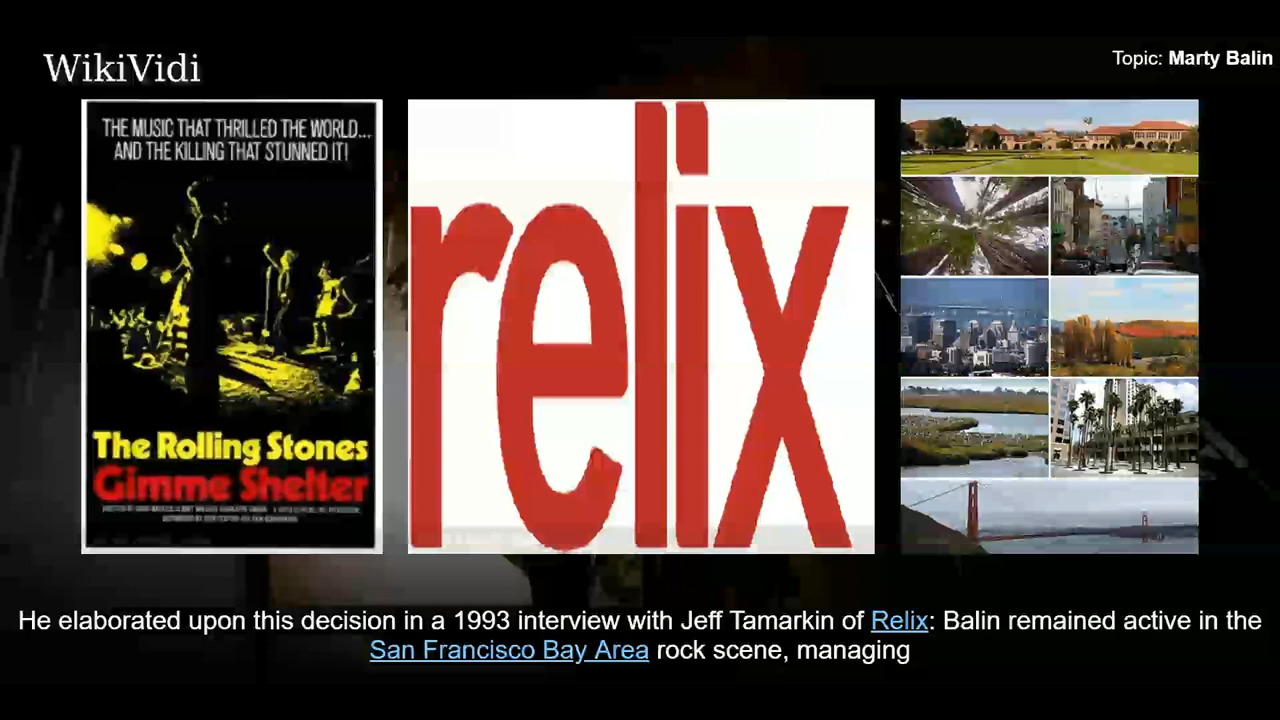 WikiVidi
Topic: Marty Balin
THE MUSIC THAT THRILLED THE WORLD...
AND THE KILLING THAT STUNNED IT!
The Rolling Stones
Gimme Shelter
relix
He elaborated upon this decision in a 1993 interview with Jeff Tamarkin of Relix: Balin remained active in the
San Francisco Bay Area rock scene, managing